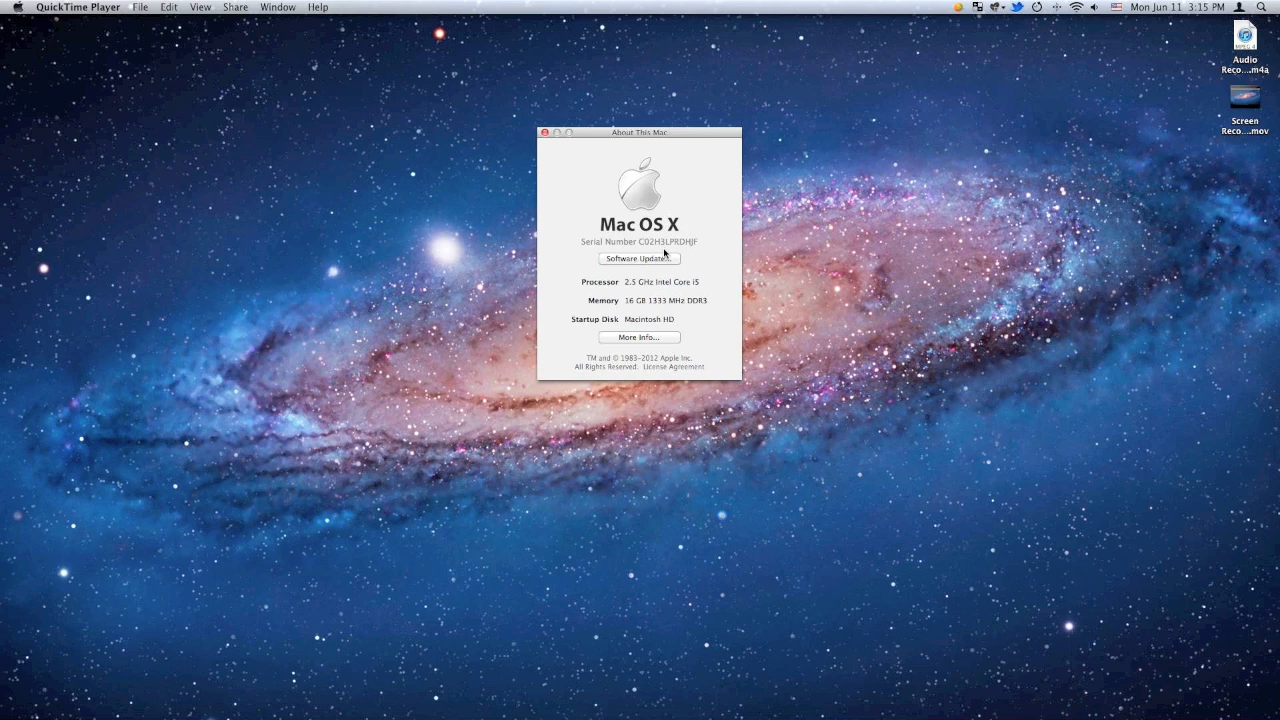 QuickTime Player File Edit View Share Window Help Mon Jun 11 3:15 PM
MPEG 4
Audio
Reco....m4a
Screen
Reco....mov
About This Mac
Mac OS X
Serial Number C02H3LPRDHJF
Software Update...
Processor 2.5 GHz Intel Core i5
Memory 16 GB 1333 MHz DDR3
Startup Disk Macintosh HD
More Info...
TM and © 1983-2012 Apple Inc.
All Rights Reserved. License Agreement